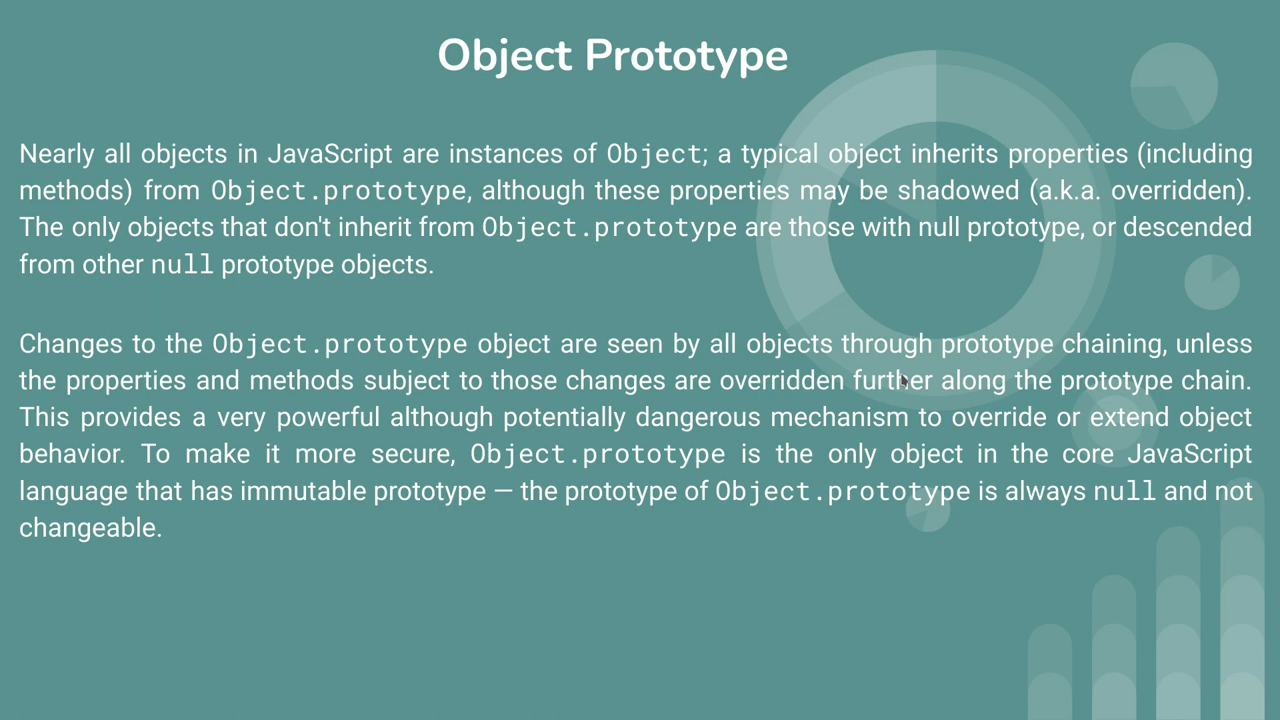 Object Prototype
Nearly all objects in JavaScript are instances of Object; a typical object inherits properties (including
methods) from Object.prototype, although these properties may be shadowed (a.k.a. overridden).
The only objects that don't inherit from Object.prototype are those with null prototype, or descended
from other null prototype objects.
Changes to the Object.prototype object are seen by all objects through prototype chaining, unless
the properties and methods subject to those changes are overridden further along the prototype chain.
This provides a very powerful although potentially dangerous mechanism to override or extend object
behavior. To make it more secure, Object.prototype is the only object in the core JavaScript
language that has immutable prototype — the prototype of Object.prototype is always null and not
changeable.